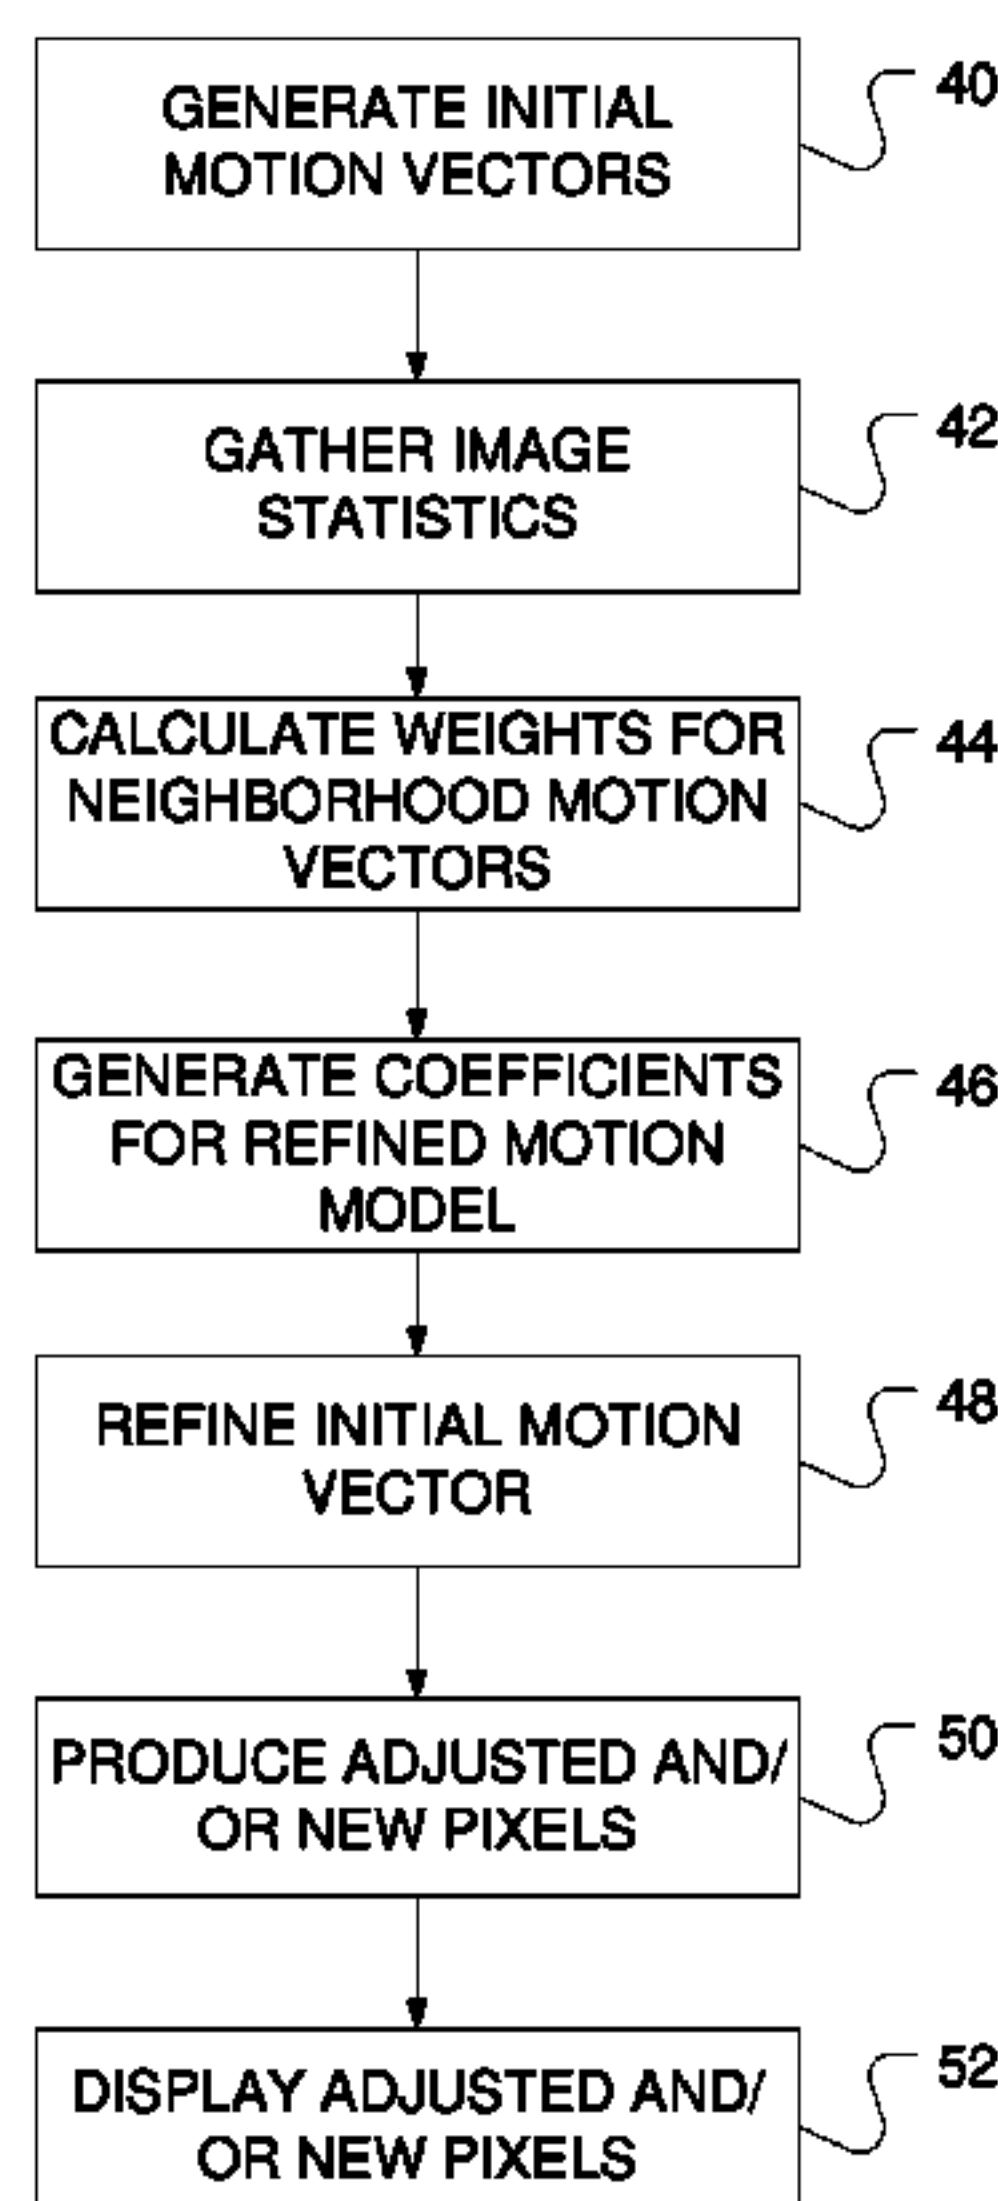 GENERATE INITIAL
MOTION VECTORS
40
GATHER IMAGE
STATISTICS
42
CALCULATE WEIGHTS FOR
NEIGHBORHOOD MOTION
VECTORS
44
GENERATE COEFFICIENTS
FOR REFINED MOTION
MODEL
46
REFINE INITIAL MOTION
VECTOR
48
PRODUCE ADJUSTED AND/
OR NEW PIXELS
50
DISPLAY ADJUSTED AND/
OR NEW PIXELS
52